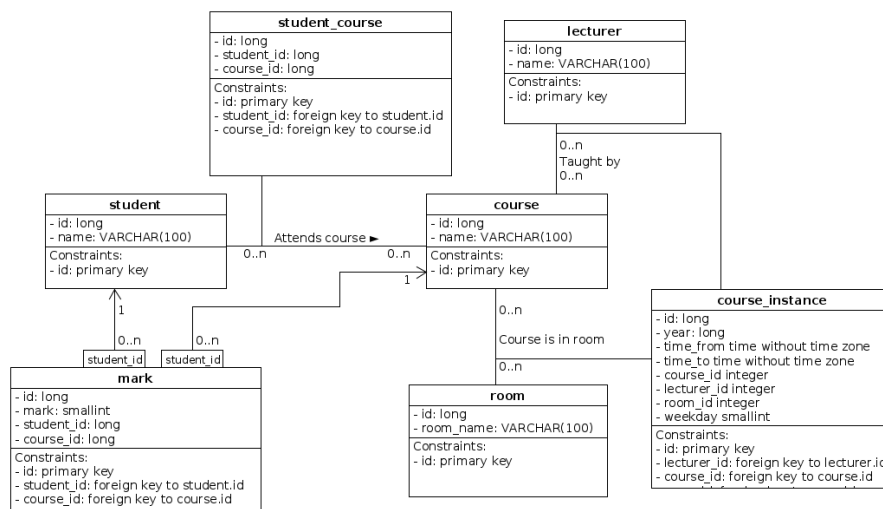 student_course
- id: long
- student_id: long
- course_id: long
Constraints:
- id: primary key
- student_id: foreign key to student.id
- course_id: foreign key to course.id
lecturer
- id: long
- name: VARCHAR(100)
Constraints:
- id: primary key
0..n
Taught by
0..n
student
- id: long
- name: VARCHAR(100)
Constraints:
- id: primary key
Attends course ►
0..n
0..n
course
- id: long
- name: VARCHAR(100)
Constraints:
- id: primary key
1
1
0..n
0..n
student_id
student_id
mark
- id: long
- mark: smallint
- student_id: long
- course_id: long
Constraints:
- id: primary key
- student_id: foreign key to student.id
- course_id: foreign key to course.id
0..n
Course is in room
0..n
room
- id: long
- room_name: VARCHAR(100)
Constraints:
- id: primary key
course_instance
- id: long
- year: long
- time_from time without time zone
- time_to time without time zone
- course_id integer
- lecturer_id integer
- room_id integer
- weekday smallint
Constraints:
- id: primary key
- lecturer_id: foreign key to lecturer.id
- course_id: foreign key to course.id